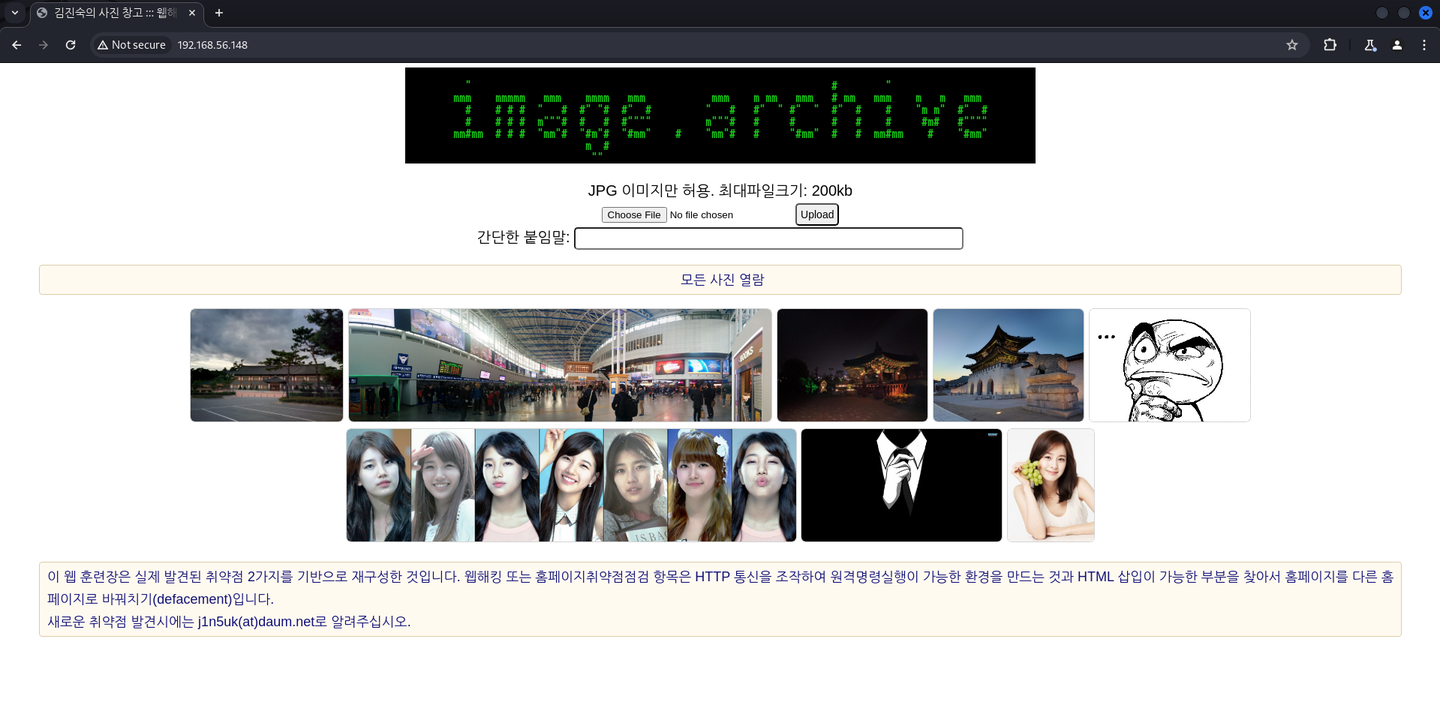 김진숙의 사진 창고 ::: 웹해
Not secure 192.168.56.148
image.archive
JPG 이미지만 허용. 최대파일크기: 200kb
Choose File No file chosen Upload
간단한 붙임말:
모든 사진 열람
...
이 웹 훈련장은 실제 발견된 취약점 2가지를 기반으로 재구성한 것입니다. 웹해킹 또는 홈페이지취약점점검 항목은 HTTP 통신을 조작하여 원격명령실행이 가능한 환경을 만드는 것과 HTML 삽입이 가능한 부분을 찾아서 홈페이지를 다른 홈
페이지로 바꿔치기(defacement)입니다.
새로운 취약점 발견시에는 j1n5uk(at)daum.net로 알려주십시오.